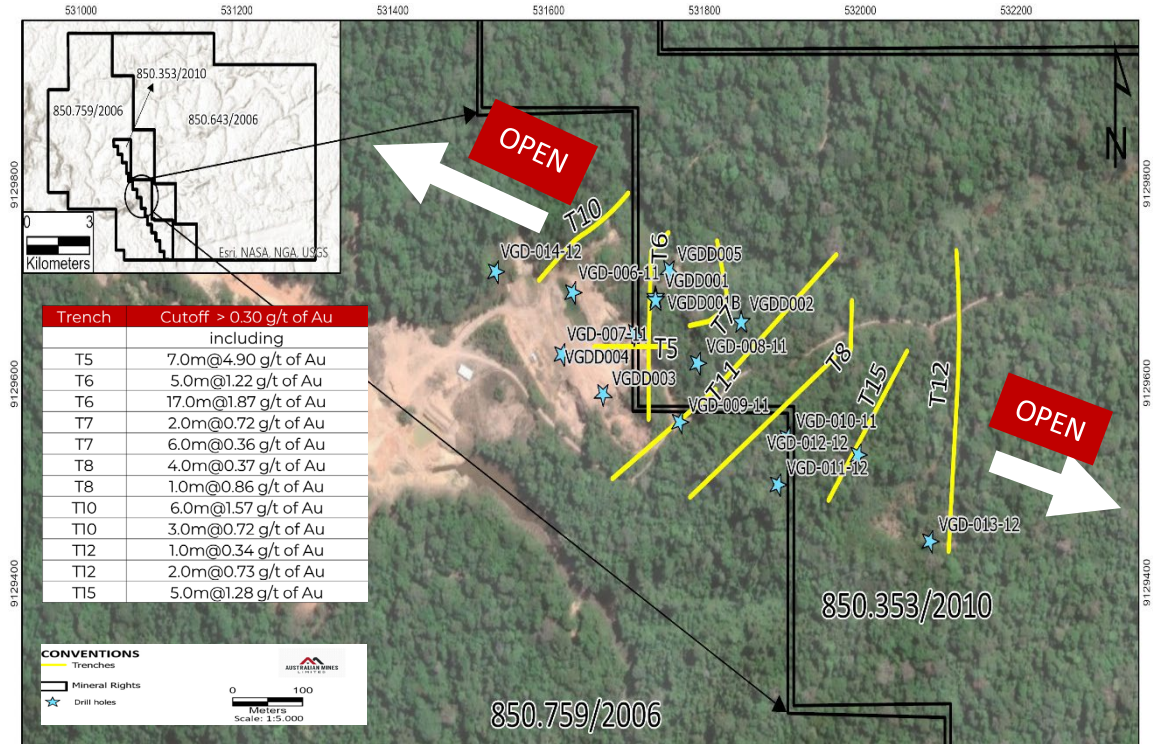 531000 531200 531400 531600 531800 532000 532200
9129800
9129600
9129400
9129800
9129600
9129400
850.353/2010
850.759/2006
850.643/2006
0 3
Kilometers
Esri, NASA, NGA, USGS
OPEN
OPEN
N
T10
T6
VGD-014-12
VGDD005
VGD-006-11
VGDD001
VGDD001B
VGDD002
T7
VGD-007-11
T5
VGD-008-11
VGDD004
T8
VGDD003
T11
T15
T12
VGD-009-11
VGD-010-11
VGD-012-12
VGD-011-12
VGD-013-12
850.353/2010
850.759/2006
Trench Cutoff > 0.30 g/t of Au
including
T5 7.0m@4.90 g/t of Au
T6 5.0m@1.22 g/t of Au
T6 17.0m@1.87 g/t of Au
T7 2.0m@0.72 g/t of Au
T7 6.0m@0.36 g/t of Au
T8 4.0m@0.37 g/t of Au
T8 1.0m@0.86 g/t of Au
T10 6.0m@1.57 g/t of Au
T10 3.0m@0.72 g/t of Au
T12 1.0m@0.34 g/t of Au
T12 2.0m@0.73 g/t of Au
T15 5.0m@1.28 g/t of Au
CONVENTIONS
Trenches
Mineral Rights
Drill holes
AUSTRALIAN MINES
LIMITED
0 100
Meters
Scale: 1:5.000